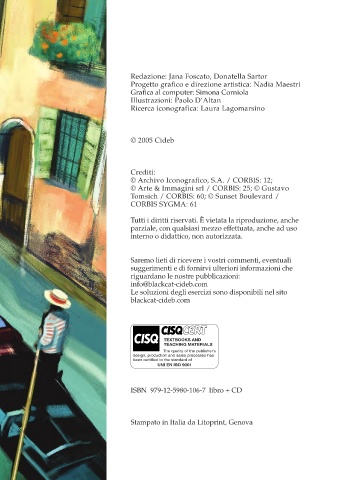 Redazione: Jana Foscato, Donatella Sartor
Progetto grafico e direzione artistica: Nadia Maestri
Grafica al computer: Simona Corniola
Illustrazioni: Paolo D'Altan
Ricerca iconografica: Laura Lagomarsino
© 2005 Cideb
Crediti:
© Archivo Iconografico, S.A. / CORBIS: 12;
© Arte & Immagini srl / CORBIS: 25; © Gustavo
Tomsich / CORBIS: 60; © Sunset Boulevard /
CORBIS SYGMA: 61
Tutti i diritti riservati. È vietata la riproduzione, anche
parziale, con qualsiasi mezzo effettuata, anche ad uso
interno o didattico, non autorizzata.
Saremo lieti di ricevere i vostri commenti, eventuali
suggerimenti e di fornirvi ulteriori informazioni che
riguardano le nostre pubblicazioni:
info@blackcat-cideb.com
Le soluzioni degli esercizi sono disponibili nel sito
blackcat-cideb.com
CISQ
CISQCERT
TEXTBOOKS AND
TEACHING MATERIALS
The quality of the publisher's
design, production and sales processes has
been certified to the standard of
UNI EN ISO 9001
ISBN 979-12-5980-106-7 libro + CD
Stampato in Italia da Litoprint, Genova